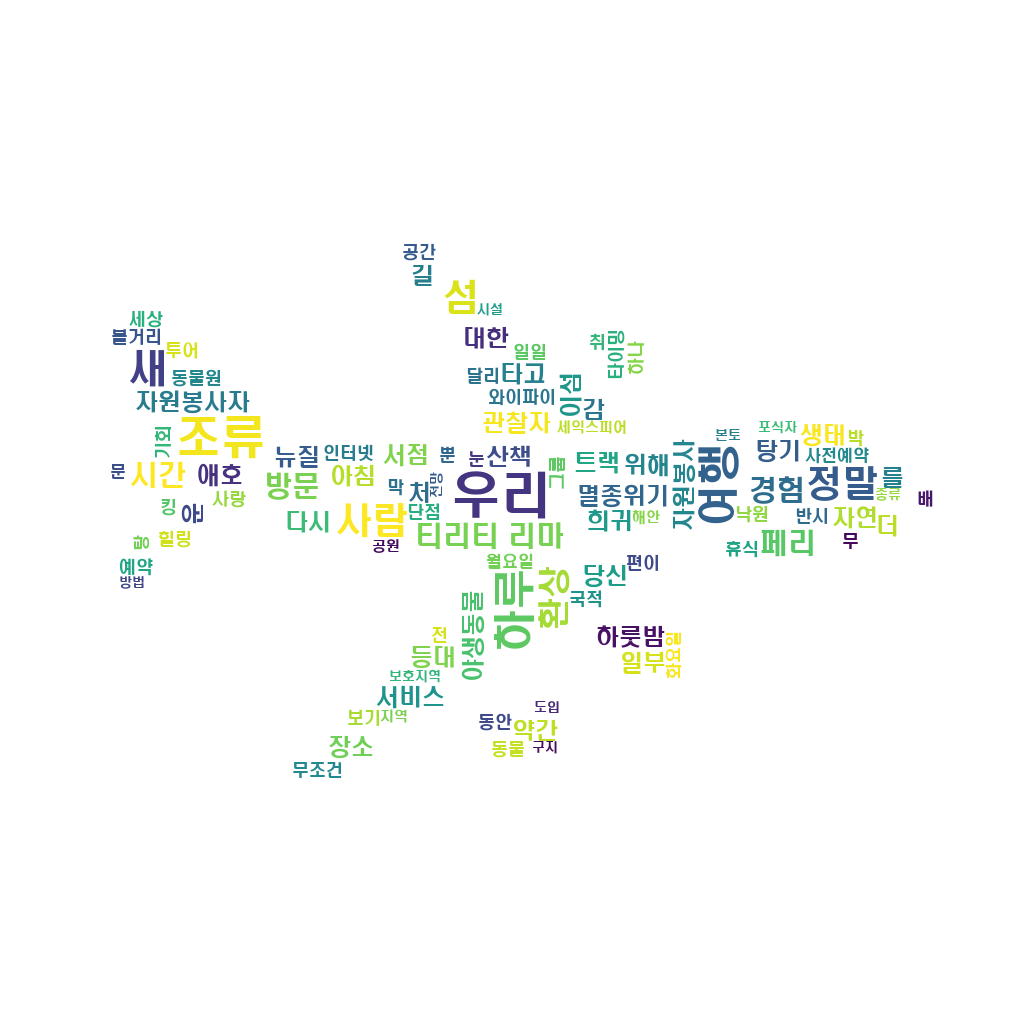 공간
길
섬
시설
세상
볼거리
투어
새
동물원
자원봉사자
대한
일일
취
타이밍
하나
달리
타고
와이파이
이섬
감
관찰자
셰익스피어
조류
기회
뉴질
인터넷
서점
뿐
눈
산책
그룹
트랙
위해
자원봉사
본토
포식자
생태
박
탕기
사전예약
문
시간
애호
방문
아침
막
처
전망
우리
멸종위기
여행
경험
정말
를
종류
배
킹
사랑
운
다시
사람
단점
희귀
해안
낙원
반시
자연
더
탕
힐링
공원
티리티 리마
휴식
페리
무
예약
방법
월요일
편이
당신
국적
하루
환상
야생동물
전
등대
하룻밤
일부
화요일
보호지역
서비스
보기
지역
도입
동안
약간
장소
동물
구지
무조건